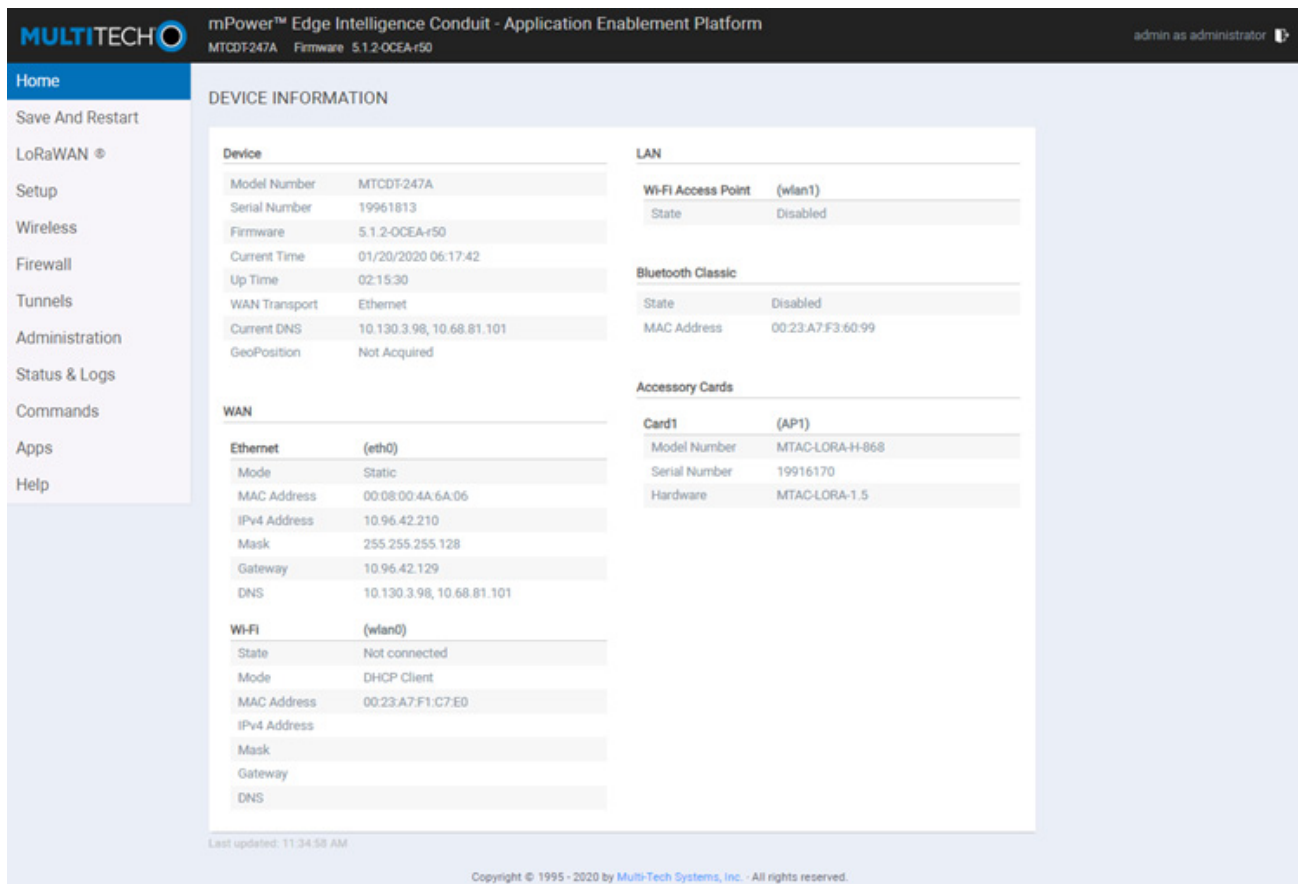 MULTITECH
mPower™ Edge Intelligence Conduit - Application Enablement Platform
MTCDT-247A Firmware 5.1.2-OCEA-r50
admin as administrator
Home
Save And Restart
LoRaWAN ®
Setup
Wireless
Firewall
Tunnels
Administration
Status & Logs
Commands
Apps
Help
DEVICE INFORMATION
Device
Model Number MTCDT-247A
Serial Number 19961813
Firmware 5.1.2-OCEA-r50
Current Time 01/20/2020 06:17:42
Up Time 02:15:30
WAN Transport Ethernet
Current DNS 10.130.3.98, 10.68.81.101
GeoPosition Not Acquired
WAN
Ethernet (eth0)
Mode Static
MAC Address 00:08:00:4A:6A:06
IPv4 Address 10.96.42.210
Mask 255.255.255.128
Gateway 10.96.42.129
DNS 10.130.3.98, 10.68.81.101
Wi-Fi (wlan0)
State Not connected
Mode DHCP Client
MAC Address 00:23:A7:F1:C7:E0
IPv4 Address
Mask
Gateway
DNS
LAN
Wi-Fi Access Point (wlan1)
State Disabled
Bluetooth Classic
State Disabled
MAC Address 00:23:A7:F3:60:99
Accessory Cards
Card1 (AP1)
Model Number MTAC-LORA-H-868
Serial Number 19916170
Hardware MTAC-LORA-1.5
Last updated: 11:34:58 AM
Copyright © 1995 - 2020 by Multi-Tech Systems, Inc. - All rights reserved.